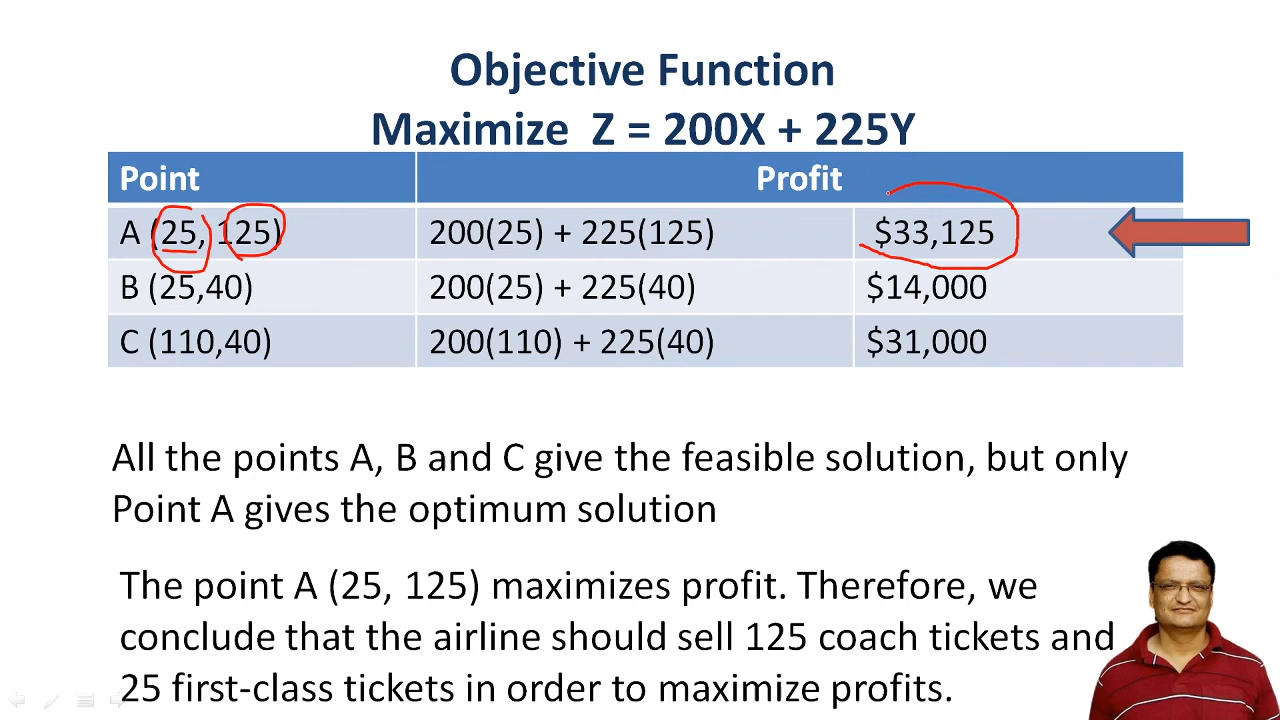 Objective Function
Maximize Z = 200X + 225Y
Point Profit
A (25, 125) 200(25) + 225(125) $33,125
B (25,40) 200(25) + 225(40) $14,000
C (110,40) 200(110) + 225(40) $31,000
All the points A, B and C give the feasible solution, but only
Point A gives the optimum solution
The point A (25, 125) maximizes profit. Therefore, we
conclude that the airline should sell 125 coach tickets and
25 first-class tickets in order to maximize profits.